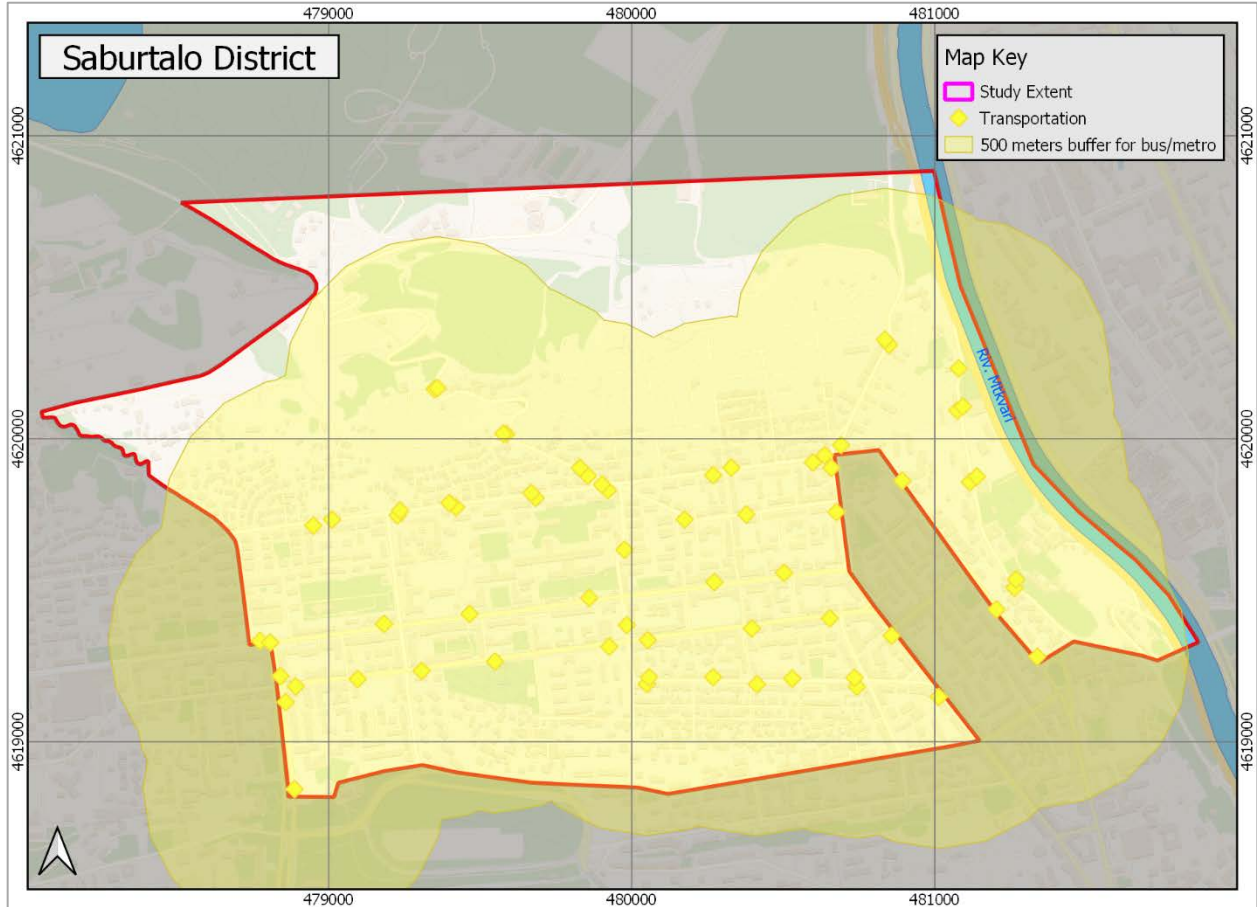 479000 480000 481000
Saburtalo District
Map Key
Study Extent
Transportation
500 meters buffer for bus/metro
4621000 4621000
Riv. Mtkvari
4620000 4620000
4619000 4619000
479000 480000 481000